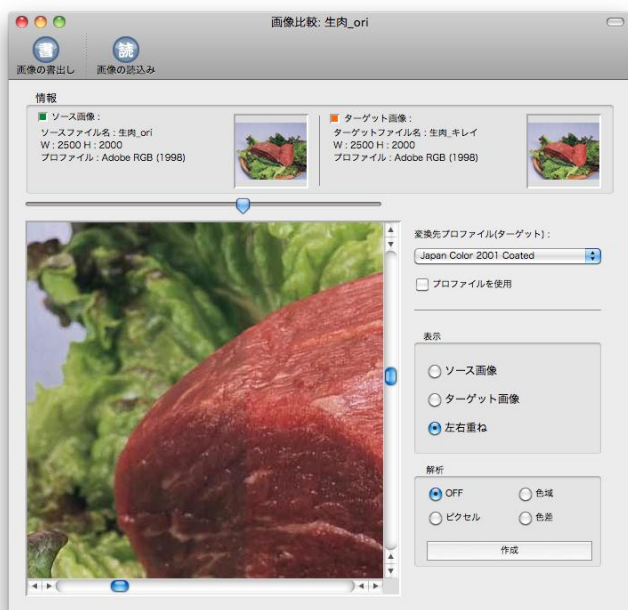 画像比較: 生肉_ori
書
読
画像の書出し
画像の読込み
情報
ソース画像 :
ソースファイル名 : 生肉_ori
W : 2500 H : 2000
プロファイル : Adobe RGB (1998)
ターゲット画像 :
ターゲットファイル名 : 生肉_キレイ
W : 2500 H : 2000
プロファイル : Adobe RGB (1998)
変換先プロファイル(ターゲット) :
Japan Color 2001 Coated
プロファイルを使用
表示
ソース画像
ターゲット画像
左右重ね
解析
OFF
色域
ピクセル
色差
作成